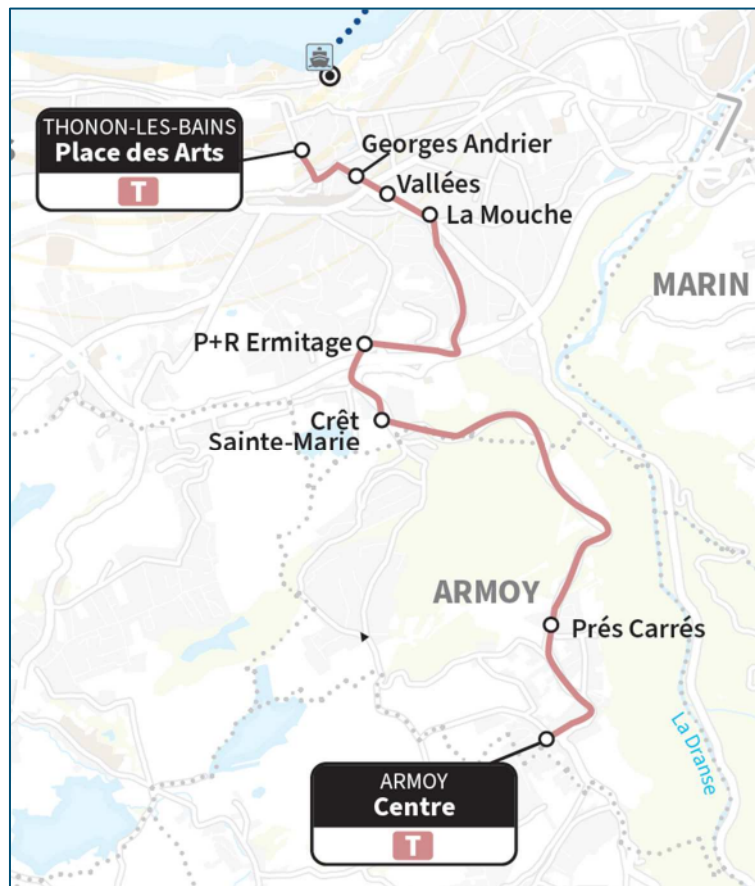 THONON-LES-BAINS
Place des Arts
T
Georges Andrier
Vallées
La Mouche
MARIN
P+R Ermitage
Crêt
Sainte-Marie
ARMOY
Prés Carrés
La Dranse
ARMOY
Centre
T